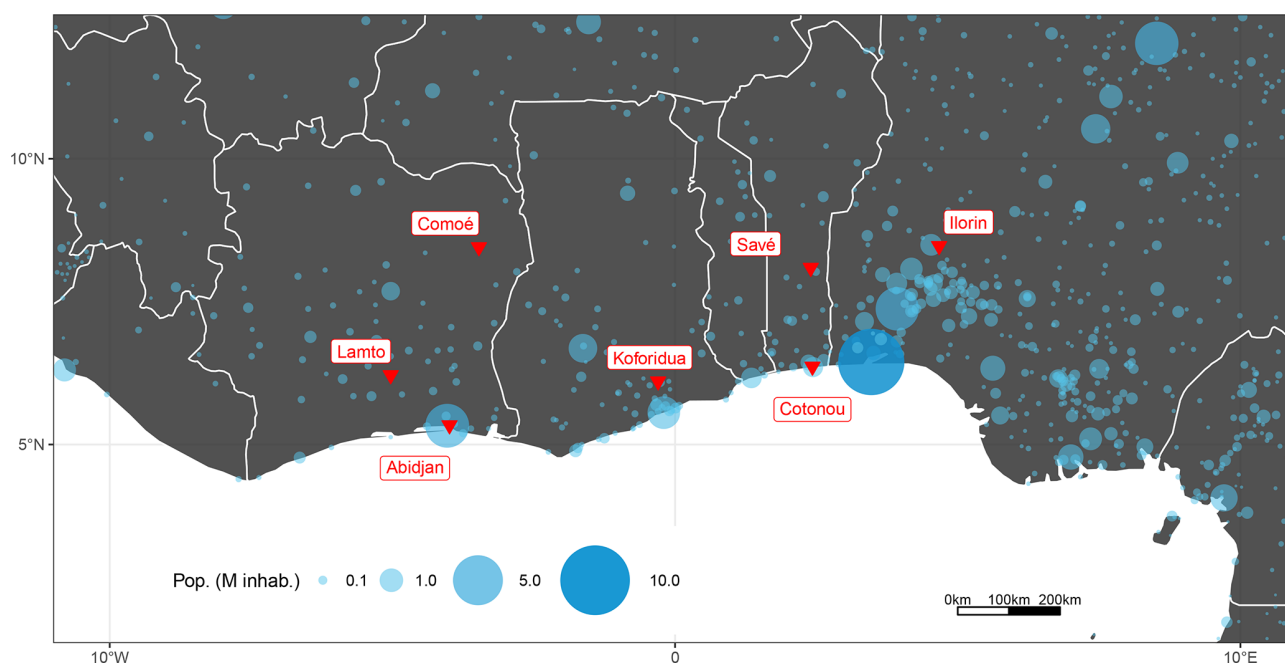 10°N
5°N
Comoé
Ilorin
Savé
Lamto
Koforidua
Cotonou
Abidjan
Pop. (M inhab.) 0.1 1.0 5.0 10.0
0km 100km 200km
10°W 0 10°E